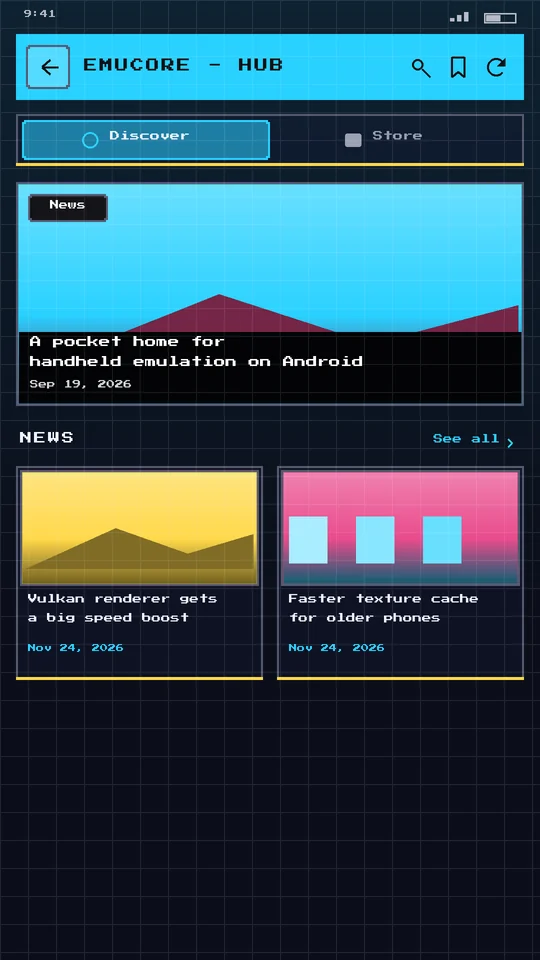 9:41
EMUCORE - HUB
Discover
Store
News
A pocket home for
handheld emulation on Android
Sep 19, 2026
NEWS
See all
Vulkan renderer gets
a big speed boost
Nov 24, 2026
Faster texture cache
for older phones
Nov 24, 2026